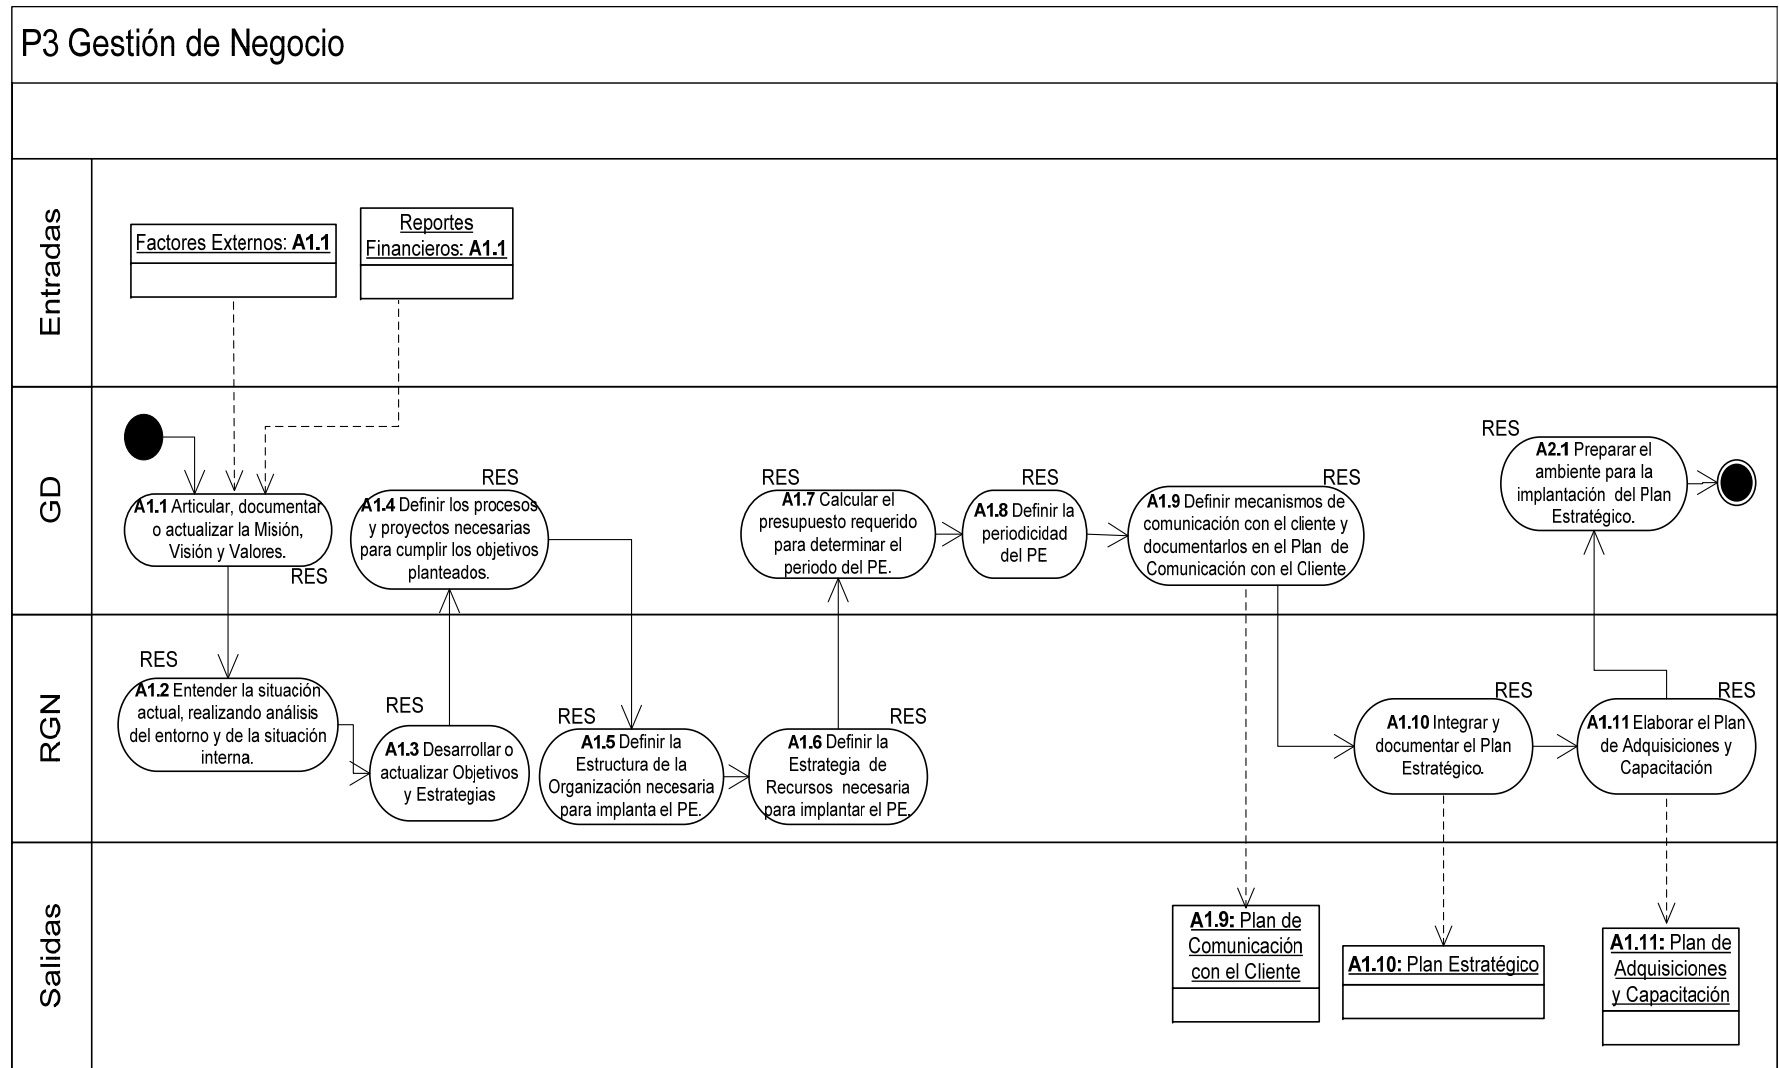 P3 Gestión de Negocio
Entradas
Factores Externos: A1.1
Reportes
Financieros: A1.1
GD
A1.1 Articular, documentar
o actualizar la Misión,
Visión y Valores.
RES
RES
A1.4 Definir los procesos
y proyectos necesarias
para cumplir los objetivos
planteados.
RES
A1.7 Calcular el
presupuesto requerido
para determinar el
periodo del PE.
RES
A1.8 Definir la
periodicidad
del PE
RES
A1.9 Definir mecanismos de
comunicación con el cliente y
documentarlos en el Plan de
Comunicación con el Cliente
RES
A2.1 Preparar el
ambiente para la
implantación del Plan
Estratégico.
RGN
RES
A1.2 Entender la situación
actual, realizando análisis
del entorno y de la situación
interna.
RES
A1.3 Desarrollar o
actualizar Objetivos
y Estrategias
RES
A1.5 Definir la
Estructura de la
Organización necesaria
para implanta el PE.
RES
A1.6 Definir la
Estrategia de
Recursos necesaria
para implantar el PE.
RES
A1.10 Integrar y
documentar el Plan
Estratégico.
RES
A1.11 Elaborar el Plan
de Adquisiciones y
Capacitación
Salidas
A1.9: Plan de
Comunicación
con el Cliente
A1.10: Plan Estratégico
A1.11: Plan de
Adquisiciones
y Capacitación